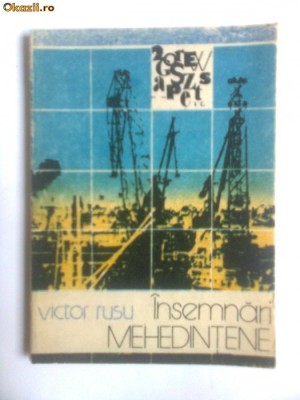 Okazii.ro
victor rusu
însemnări
MEHEDINȚENE